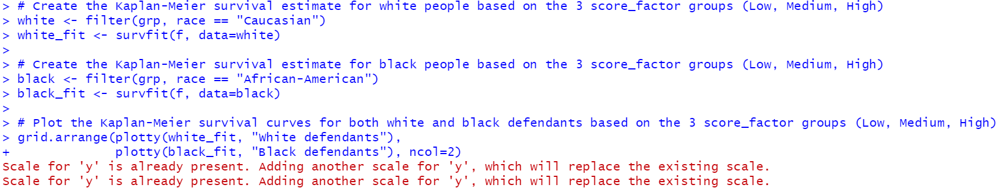 > # Create the Kaplan-Meier survival estimate for white people based on the 3 score_factor groups (Low, Medium, High)
> white <- filter(grp, race == "Caucasian")
> white_fit <- survfit(f, data=white)
>
> # Create the Kaplan-Meier survival estimate for black people based on the 3 score_factor groups (Low, Medium, High)
> black <- filter(grp, race == "African-American")
> black_fit <- survfit(f, data=black)
>
> # Plot the Kaplan-Meier survival curves for both white and black defendants based on the 3 score_factor groups (Low, Medium, High)
> grid.arrange(plotty(white_fit, "White defendants"),
+              plotty(black_fit, "Black defendants"), ncol=2)
Scale for 'y' is already present. Adding another scale for 'y', which will replace the existing scale.
Scale for 'y' is already present. Adding another scale for 'y', which will replace the existing scale.